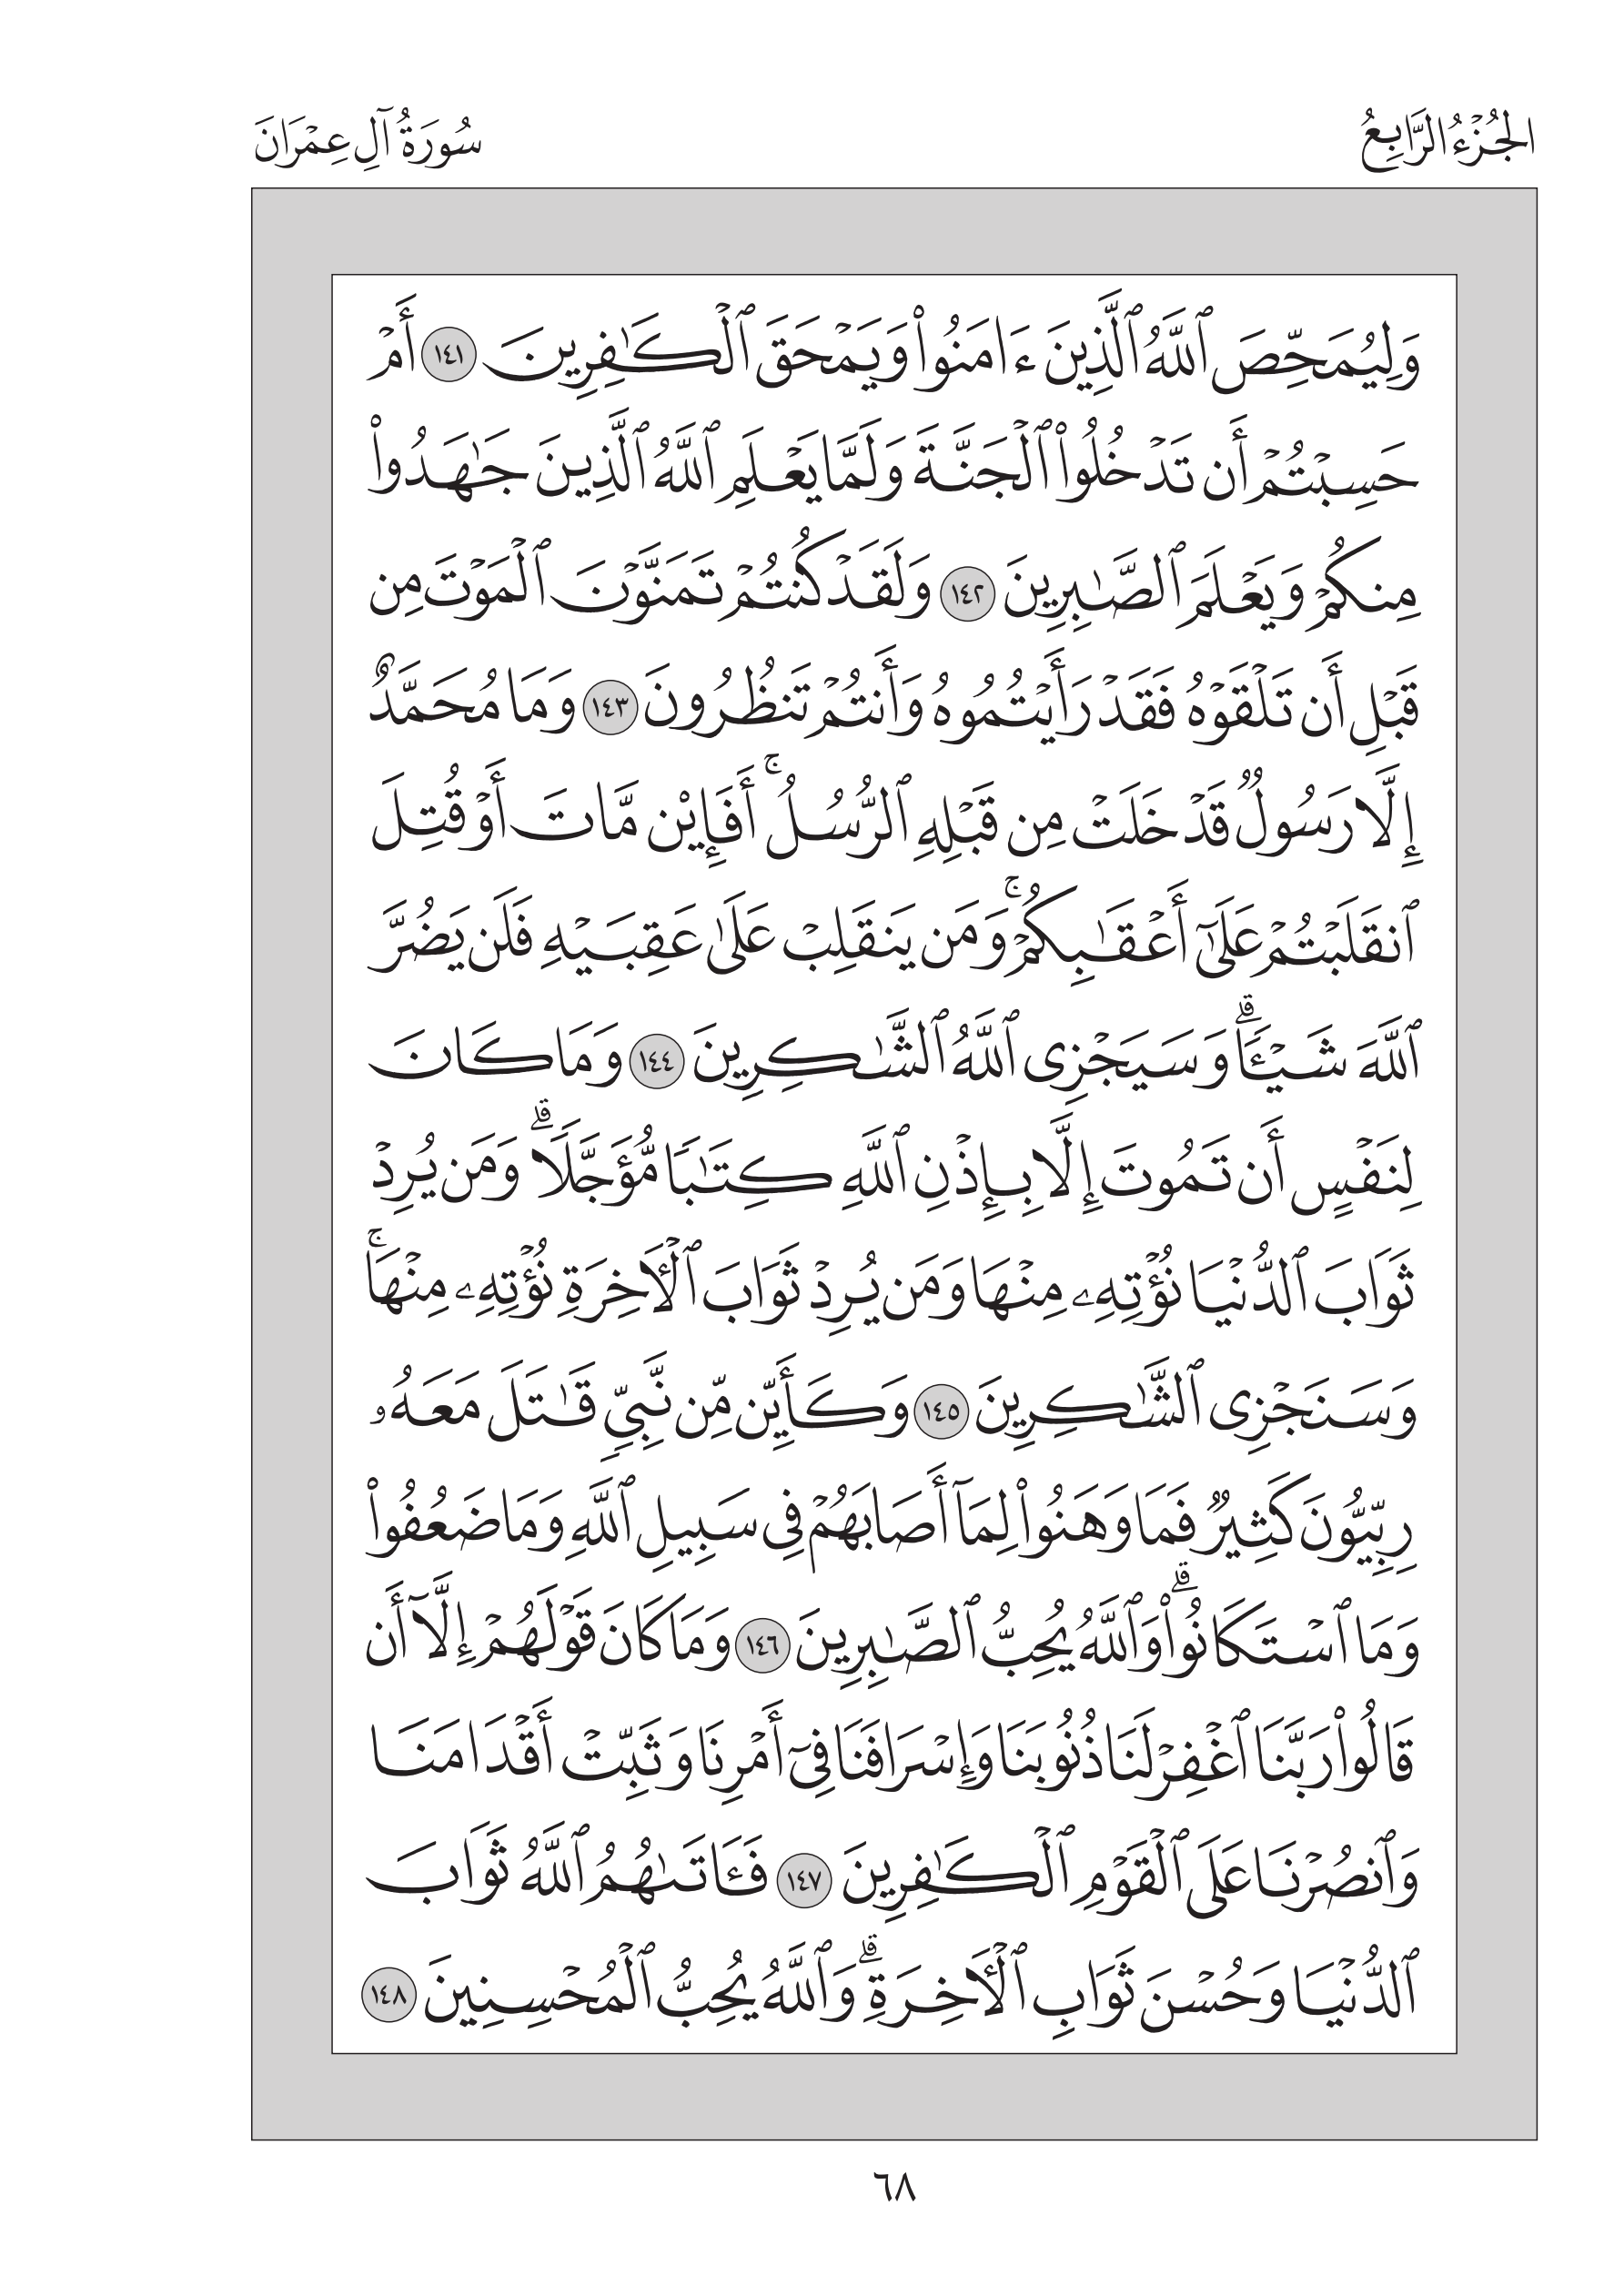 الجُزْءُ الرَّابِعُ
سُورَةُ آلِ عِمْرَانَ
وَلِيُمَحِّصَ ٱللَّهُ ٱلَّذِينَ ءَامَنُوا۟ وَيَمْحَقَ ٱلْكَٰفِرِينَ ١٤١ أَمْ
حَسِبْتُمْ أَن تَدْخُلُوا۟ ٱلْجَنَّةَ وَلَمَّا يَعْلَمِ ٱللَّهُ ٱلَّذِينَ جَٰهَدُوا۟
مِنكُمْ وَيَعْلَمَ ٱلصَّٰبِرِينَ ١٤٢ وَلَقَدْ كُنتُمْ تَمَنَّوْنَ ٱلْمَوْتَ مِن
قَبْلِ أَن تَلْقَوْهُ فَقَدْ رَأَيْتُمُوهُ وَأَنتُمْ تَنظُرُونَ ١٤٣ وَمَا مُحَمَّدٌ
إِلَّا رَسُولٌ قَدْ خَلَتْ مِن قَبْلِهِ ٱلرُّسُلُ ۚ أَفَإِي۟ن مَّاتَ أَوْ قُتِلَ
ٱنقَلَبْتُمْ عَلَىٰٓ أَعْقَٰبِكُمْ ۚ وَمَن يَنقَلِبْ عَلَىٰ عَقِبَيْهِ فَلَن يَضُرَّ
ٱللَّهَ شَيْـًٔا ۗ وَسَيَجْزِى ٱللَّهُ ٱلشَّٰكِرِينَ ١٤٤ وَمَا كَانَ
لِنَفْسٍ أَن تَمُوتَ إِلَّا بِإِذْنِ ٱللَّهِ كِتَٰبًا مُّؤَجَّلًا ۗ وَمَن يُرِدْ
ثَوَابَ ٱلدُّنْيَا نُؤْتِهِۦ مِنْهَا وَمَن يُرِدْ ثَوَابَ ٱلْـَٔاخِرَةِ نُؤْتِهِۦ مِنْهَا ۚ
وَسَنَجْزِى ٱلشَّٰكِرِينَ ١٤٥ وَكَأَيِّن مِّن نَّبِىٍّ قَٰتَلَ مَعَهُۥ
رِبِّيُّونَ كَثِيرٌ فَمَا وَهَنُوا۟ لِمَآ أَصَابَهُمْ فِى سَبِيلِ ٱللَّهِ وَمَا ضَعُفُوا۟
وَمَا ٱسْتَكَانُوا۟ ۗ وَٱللَّهُ يُحِبُّ ٱلصَّٰبِرِينَ ١٤٦ وَمَا كَانَ قَوْلَهُمْ إِلَّآ أَن
قَالُوا۟ رَبَّنَا ٱغْفِرْ لَنَا ذُنُوبَنَا وَإِسْرَافَنَا فِىٓ أَمْرِنَا وَثَبِّتْ أَقْدَامَنَا
وَٱنصُرْنَا عَلَى ٱلْقَوْمِ ٱلْكَٰفِرِينَ ١٤٧ فَـَٔاتَىٰهُمُ ٱللَّهُ ثَوَابَ
ٱلدُّنْيَا وَحُسْنَ ثَوَابِ ٱلْـَٔاخِرَةِ ۗ وَٱللَّهُ يُحِبُّ ٱلْمُحْسِنِينَ ١٤٨
٦٨